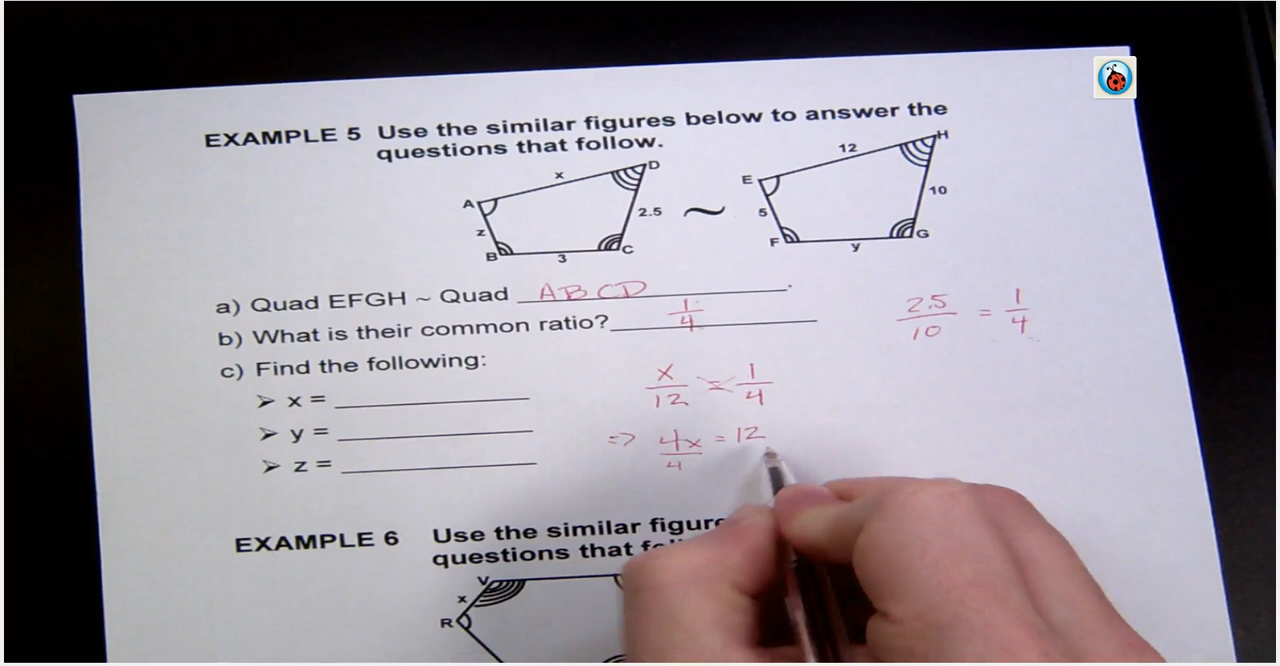 EXAMPLE 5 Use the similar figures below to answer the
questions that follow.
A x D
z 2.5
B 3 C
~
E 12 H
5 10
F y G
a) Quad EFGH ~ Quad ABCD.
b) What is their common ratio? 1/4
2.5/10 = 1/4
c) Find the following:
➢ x =
➢ y =
➢ z =
x/12 = 1/4
=> 4x/4 = 12
EXAMPLE 6 Use the similar
questions that
V
x
R